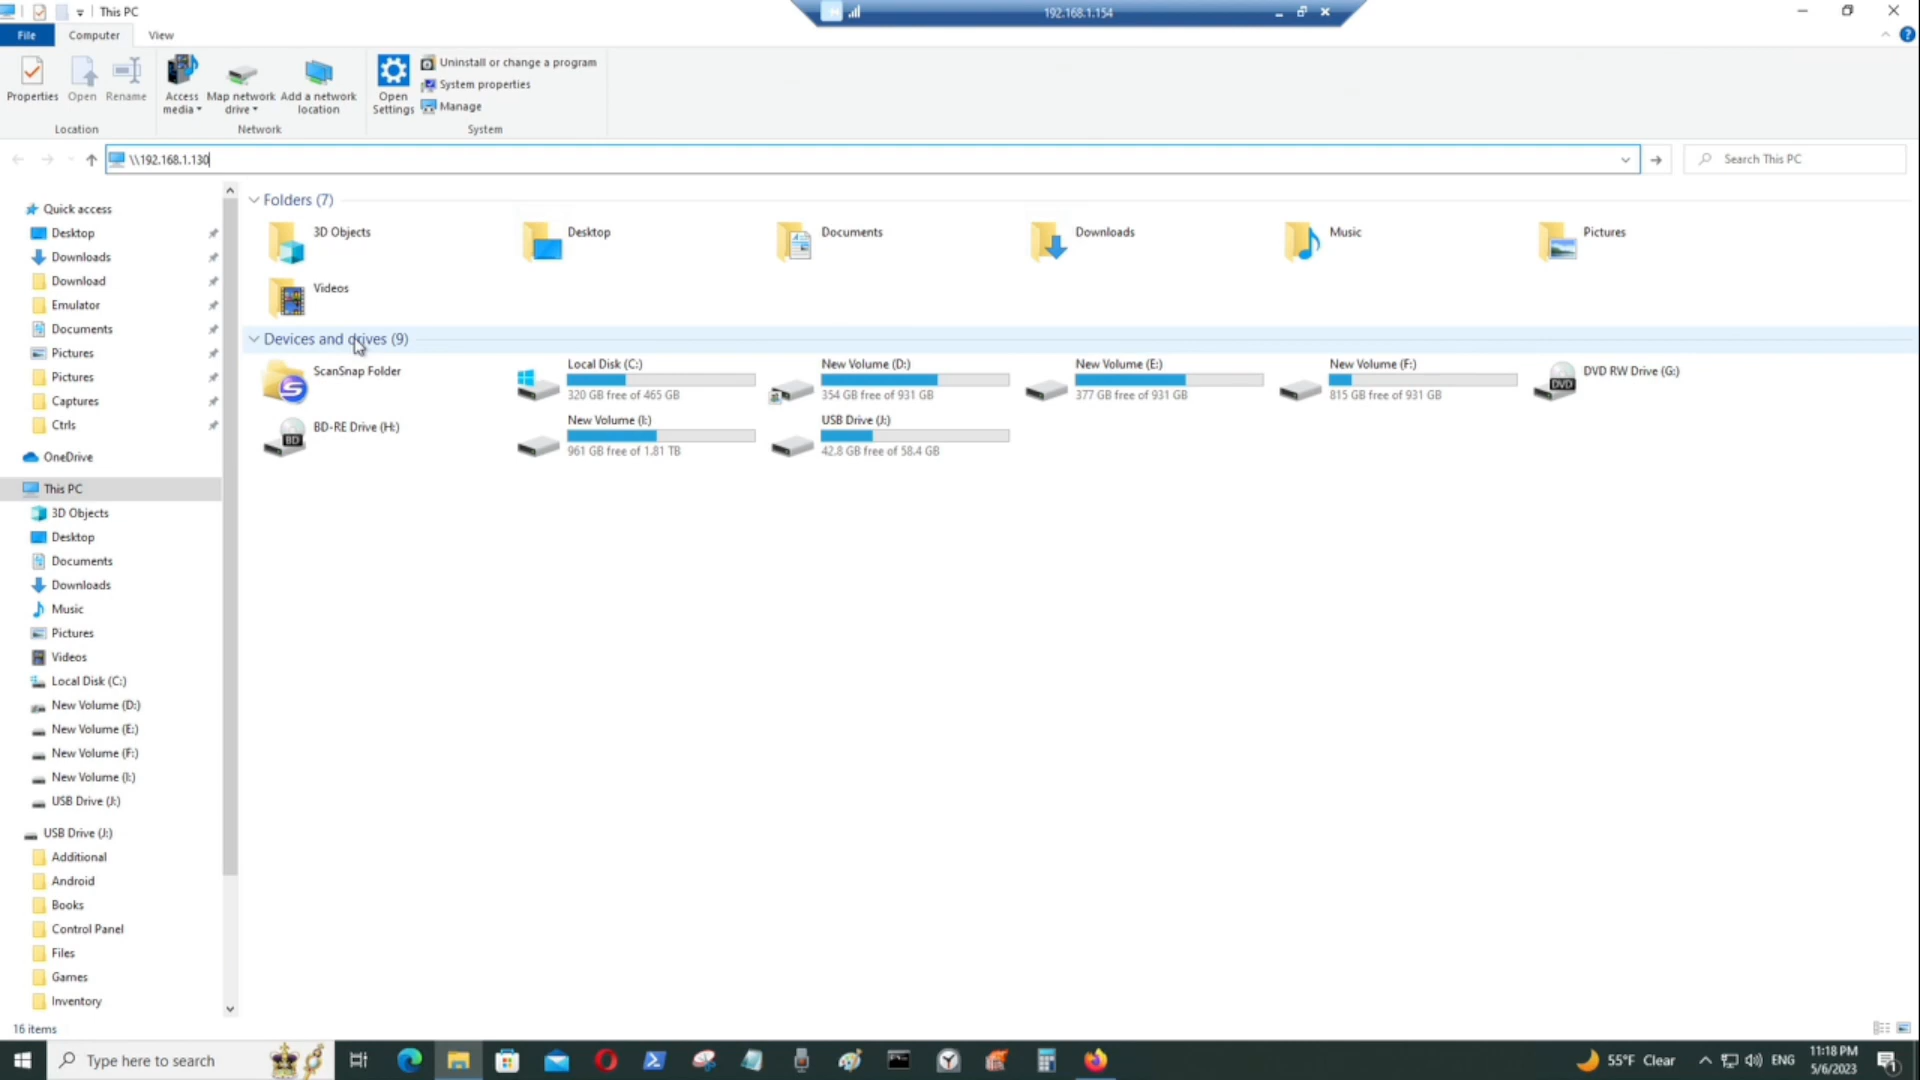 This PC
192.168.1.154
File
Computer
View
Properties
Open
Rename
Access media
Map network drive
Add a network location
Open Settings
Uninstall or change a program
System properties
Manage
Location
Network
System
\\192.168.1.130
Search This PC
Quick access
Desktop
Downloads
Download
Emulator
Documents
Pictures
Pictures
Captures
Ctrls
OneDrive
This PC
3D Objects
Desktop
Documents
Downloads
Music
Pictures
Videos
Local Disk (C:)
New Volume (D:)
New Volume (E:)
New Volume (F:)
New Volume (I:)
USB Drive (J:)
USB Drive (J:)
Additional
Android
Books
Control Panel
Files
Games
Inventory
Folders (7)
3D Objects
Desktop
Documents
Downloads
Music
Pictures
Videos
Devices and drives (9)
ScanSnap Folder
Local Disk (C:)
320 GB free of 465 GB
New Volume (D:)
354 GB free of 931 GB
New Volume (E:)
377 GB free of 931 GB
New Volume (F:)
815 GB free of 931 GB
DVD
DVD RW Drive (G:)
BD
BD-RE Drive (H:)
New Volume (I:)
961 GB free of 1.81 TB
USB Drive (J:)
42.8 GB free of 58.4 GB
16 items
Type here to search
55°F Clear
ENG
11:18 PM
5/6/2023
1